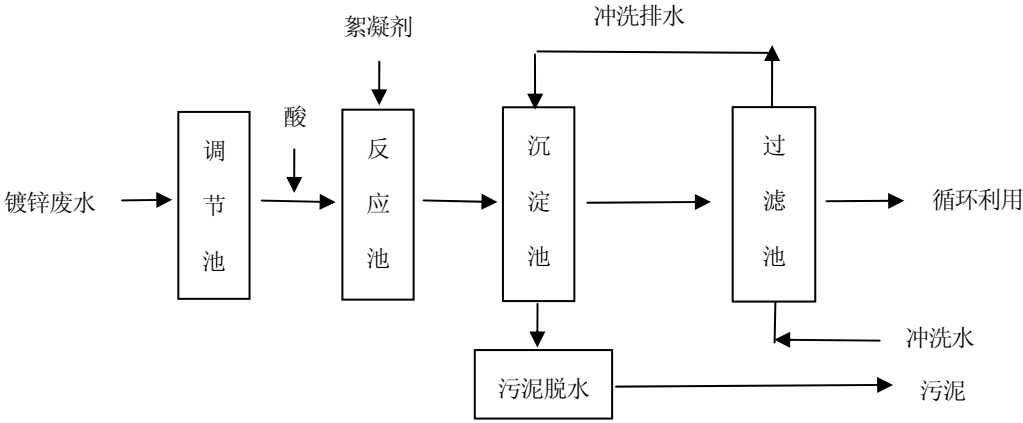 冲洗排水
絮凝剂
酸
镀锌废水
调节池
反应池
沉淀池
过滤池
循环利用
冲洗水
污泥脱水
污泥